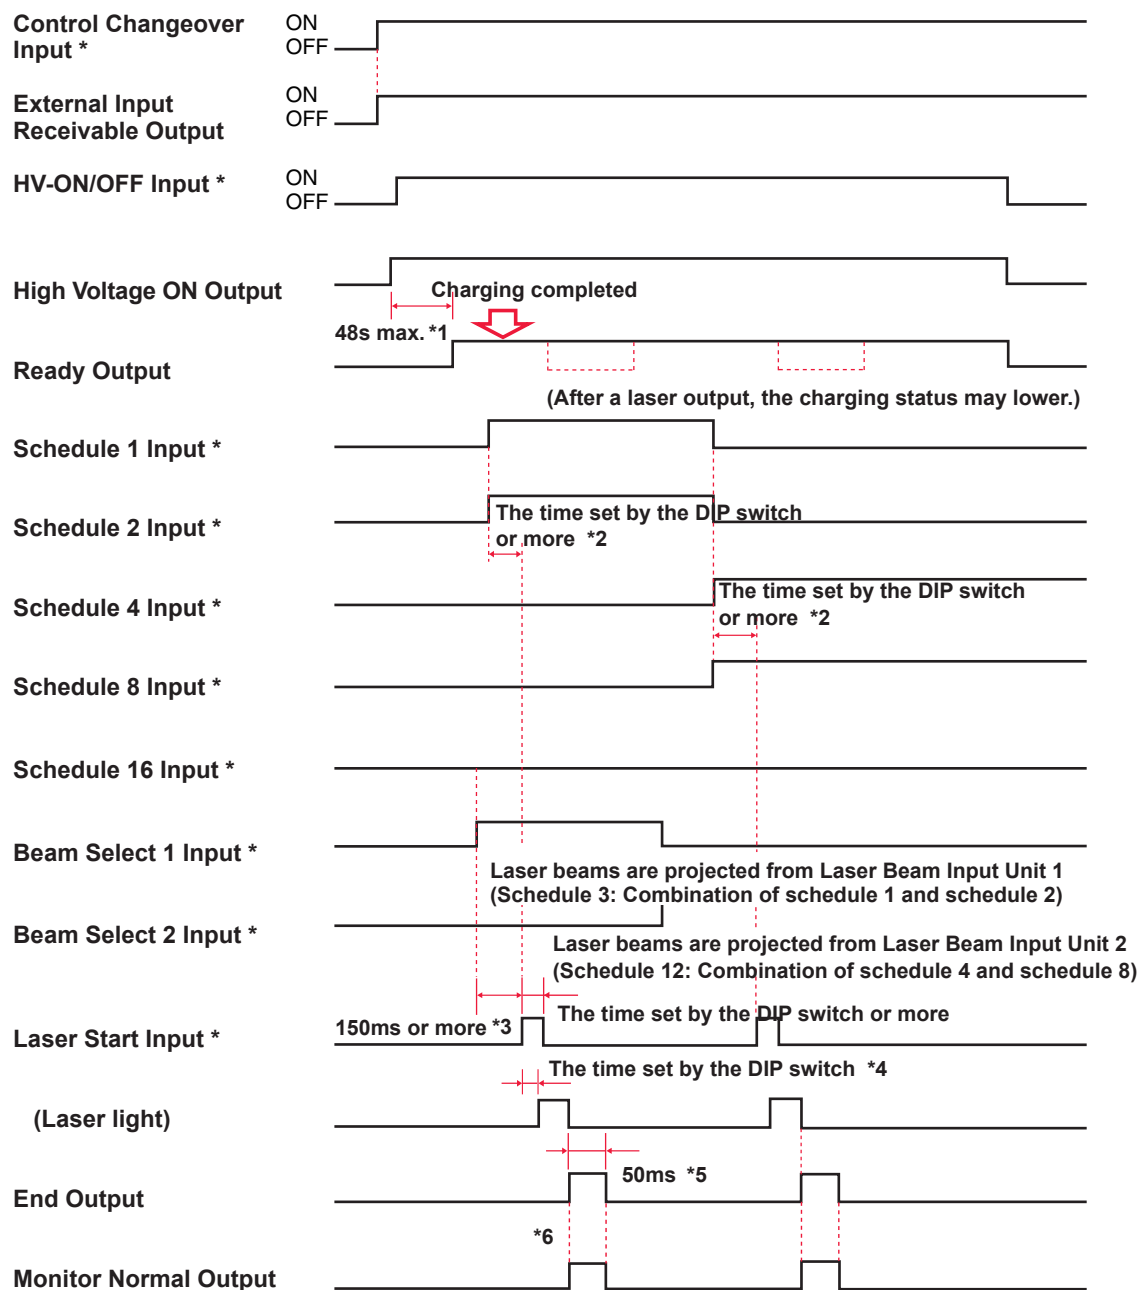 Control Changeover
Input *
ON
OFF
External Input
Receivable Output
ON
OFF
HV-ON/OFF Input *
ON
OFF
High Voltage ON Output
Charging completed
48s max. *1
Ready Output
(After a laser output, the charging status may lower.)
Schedule 1 Input *
Schedule 2 Input *
The time set by the DIP switch
or more *2
Schedule 4 Input *
The time set by the DIP switch
or more *2
Schedule 8 Input *
Schedule 16 Input *
Beam Select 1 Input *
Laser beams are projected from Laser Beam Input Unit 1
(Schedule 3: Combination of schedule 1 and schedule 2)
Beam Select 2 Input *
Laser beams are projected from Laser Beam Input Unit 2
(Schedule 12: Combination of schedule 4 and schedule 8)
The time set by the DIP switch or more
150ms or more *3
Laser Start Input *
The time set by the DIP switch *4
(Laser light)
50ms *5
End Output
*6
Monitor Normal Output